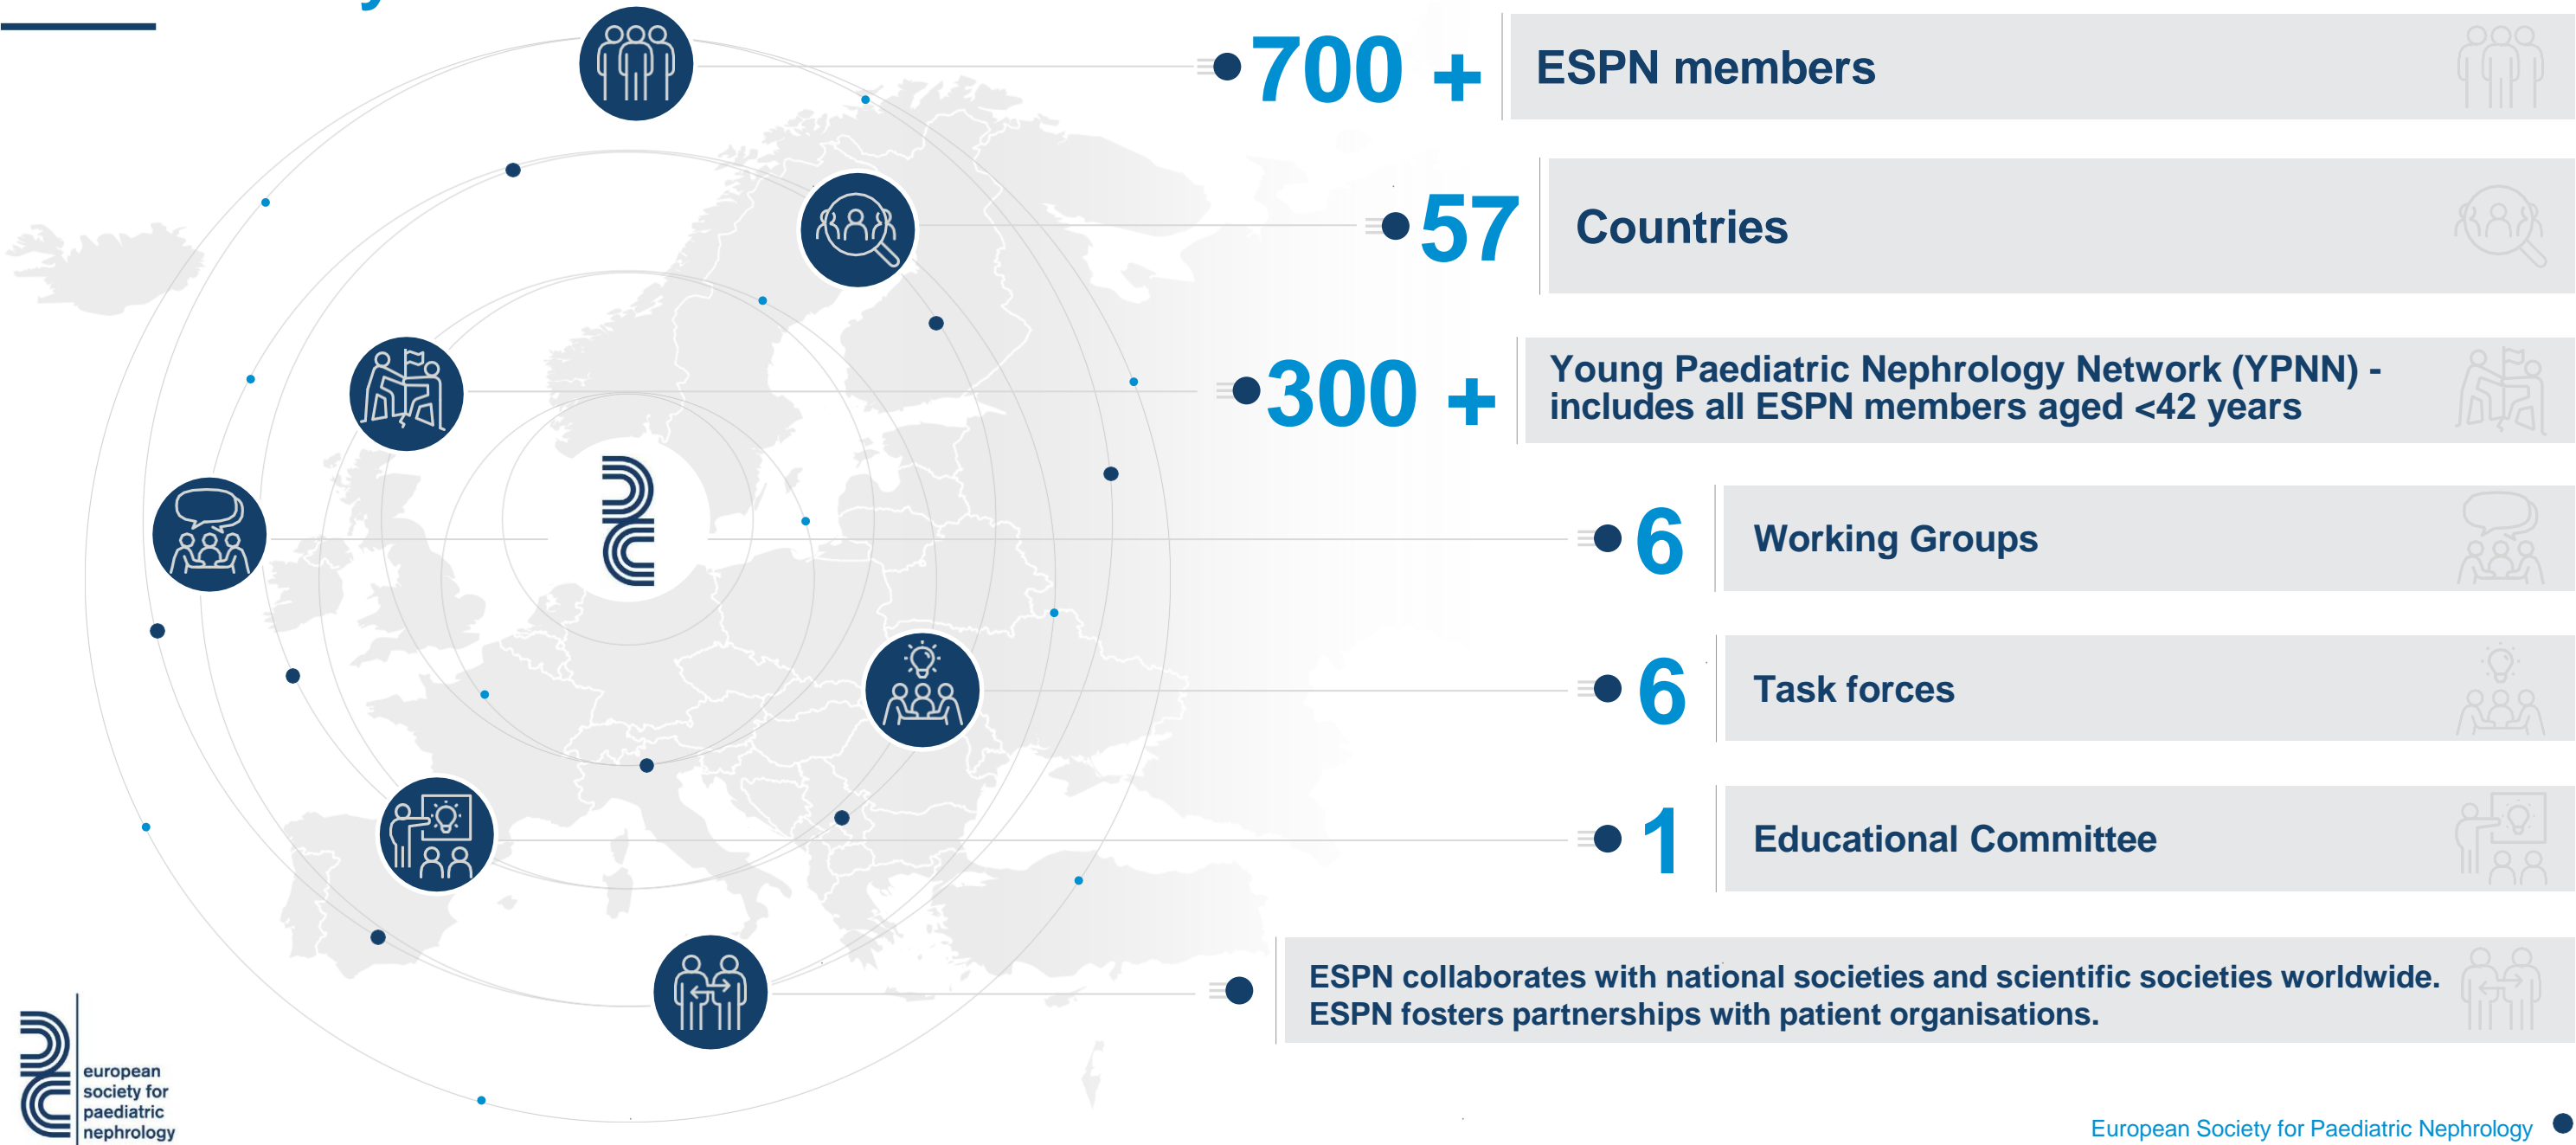 700 +
ESPN members
57
Countries
300 +
Young Paediatric Nephrology Network (YPNN) -
includes all ESPN members aged <42 years
6
Working Groups
6
Task forces
1
Educational Committee
ESPN collaborates with national societies and scientific societies worldwide.
ESPN fosters partnerships with patient organisations.
european
society for
paediatric
nephrology
European Society for Paediatric Nephrology